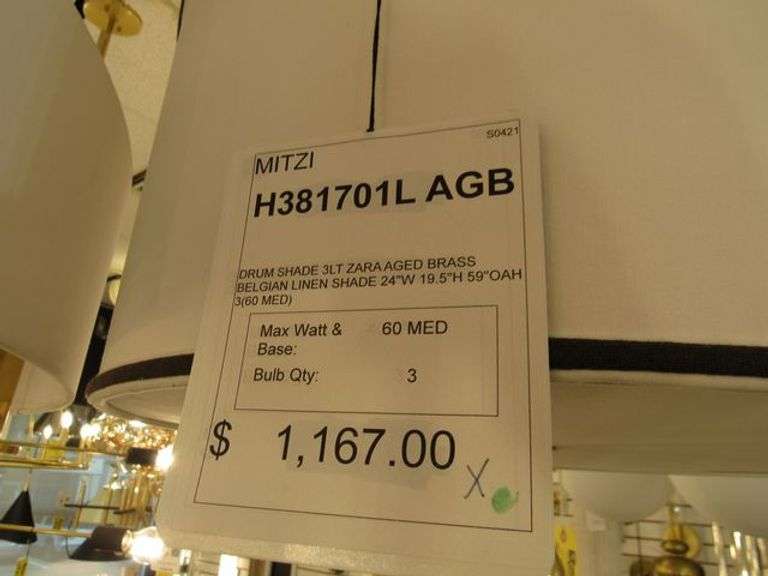 S0421
MITZI
H381701L AGB
DRUM SHADE 3LT ZARA AGED BRASS
BELGIAN LINEN SHADE 24"W 19.5"H 59"OAH
3(60 MED)
Max Watt & 60 MED
Base:
Bulb Qty: 3
$ 1,167.00
X